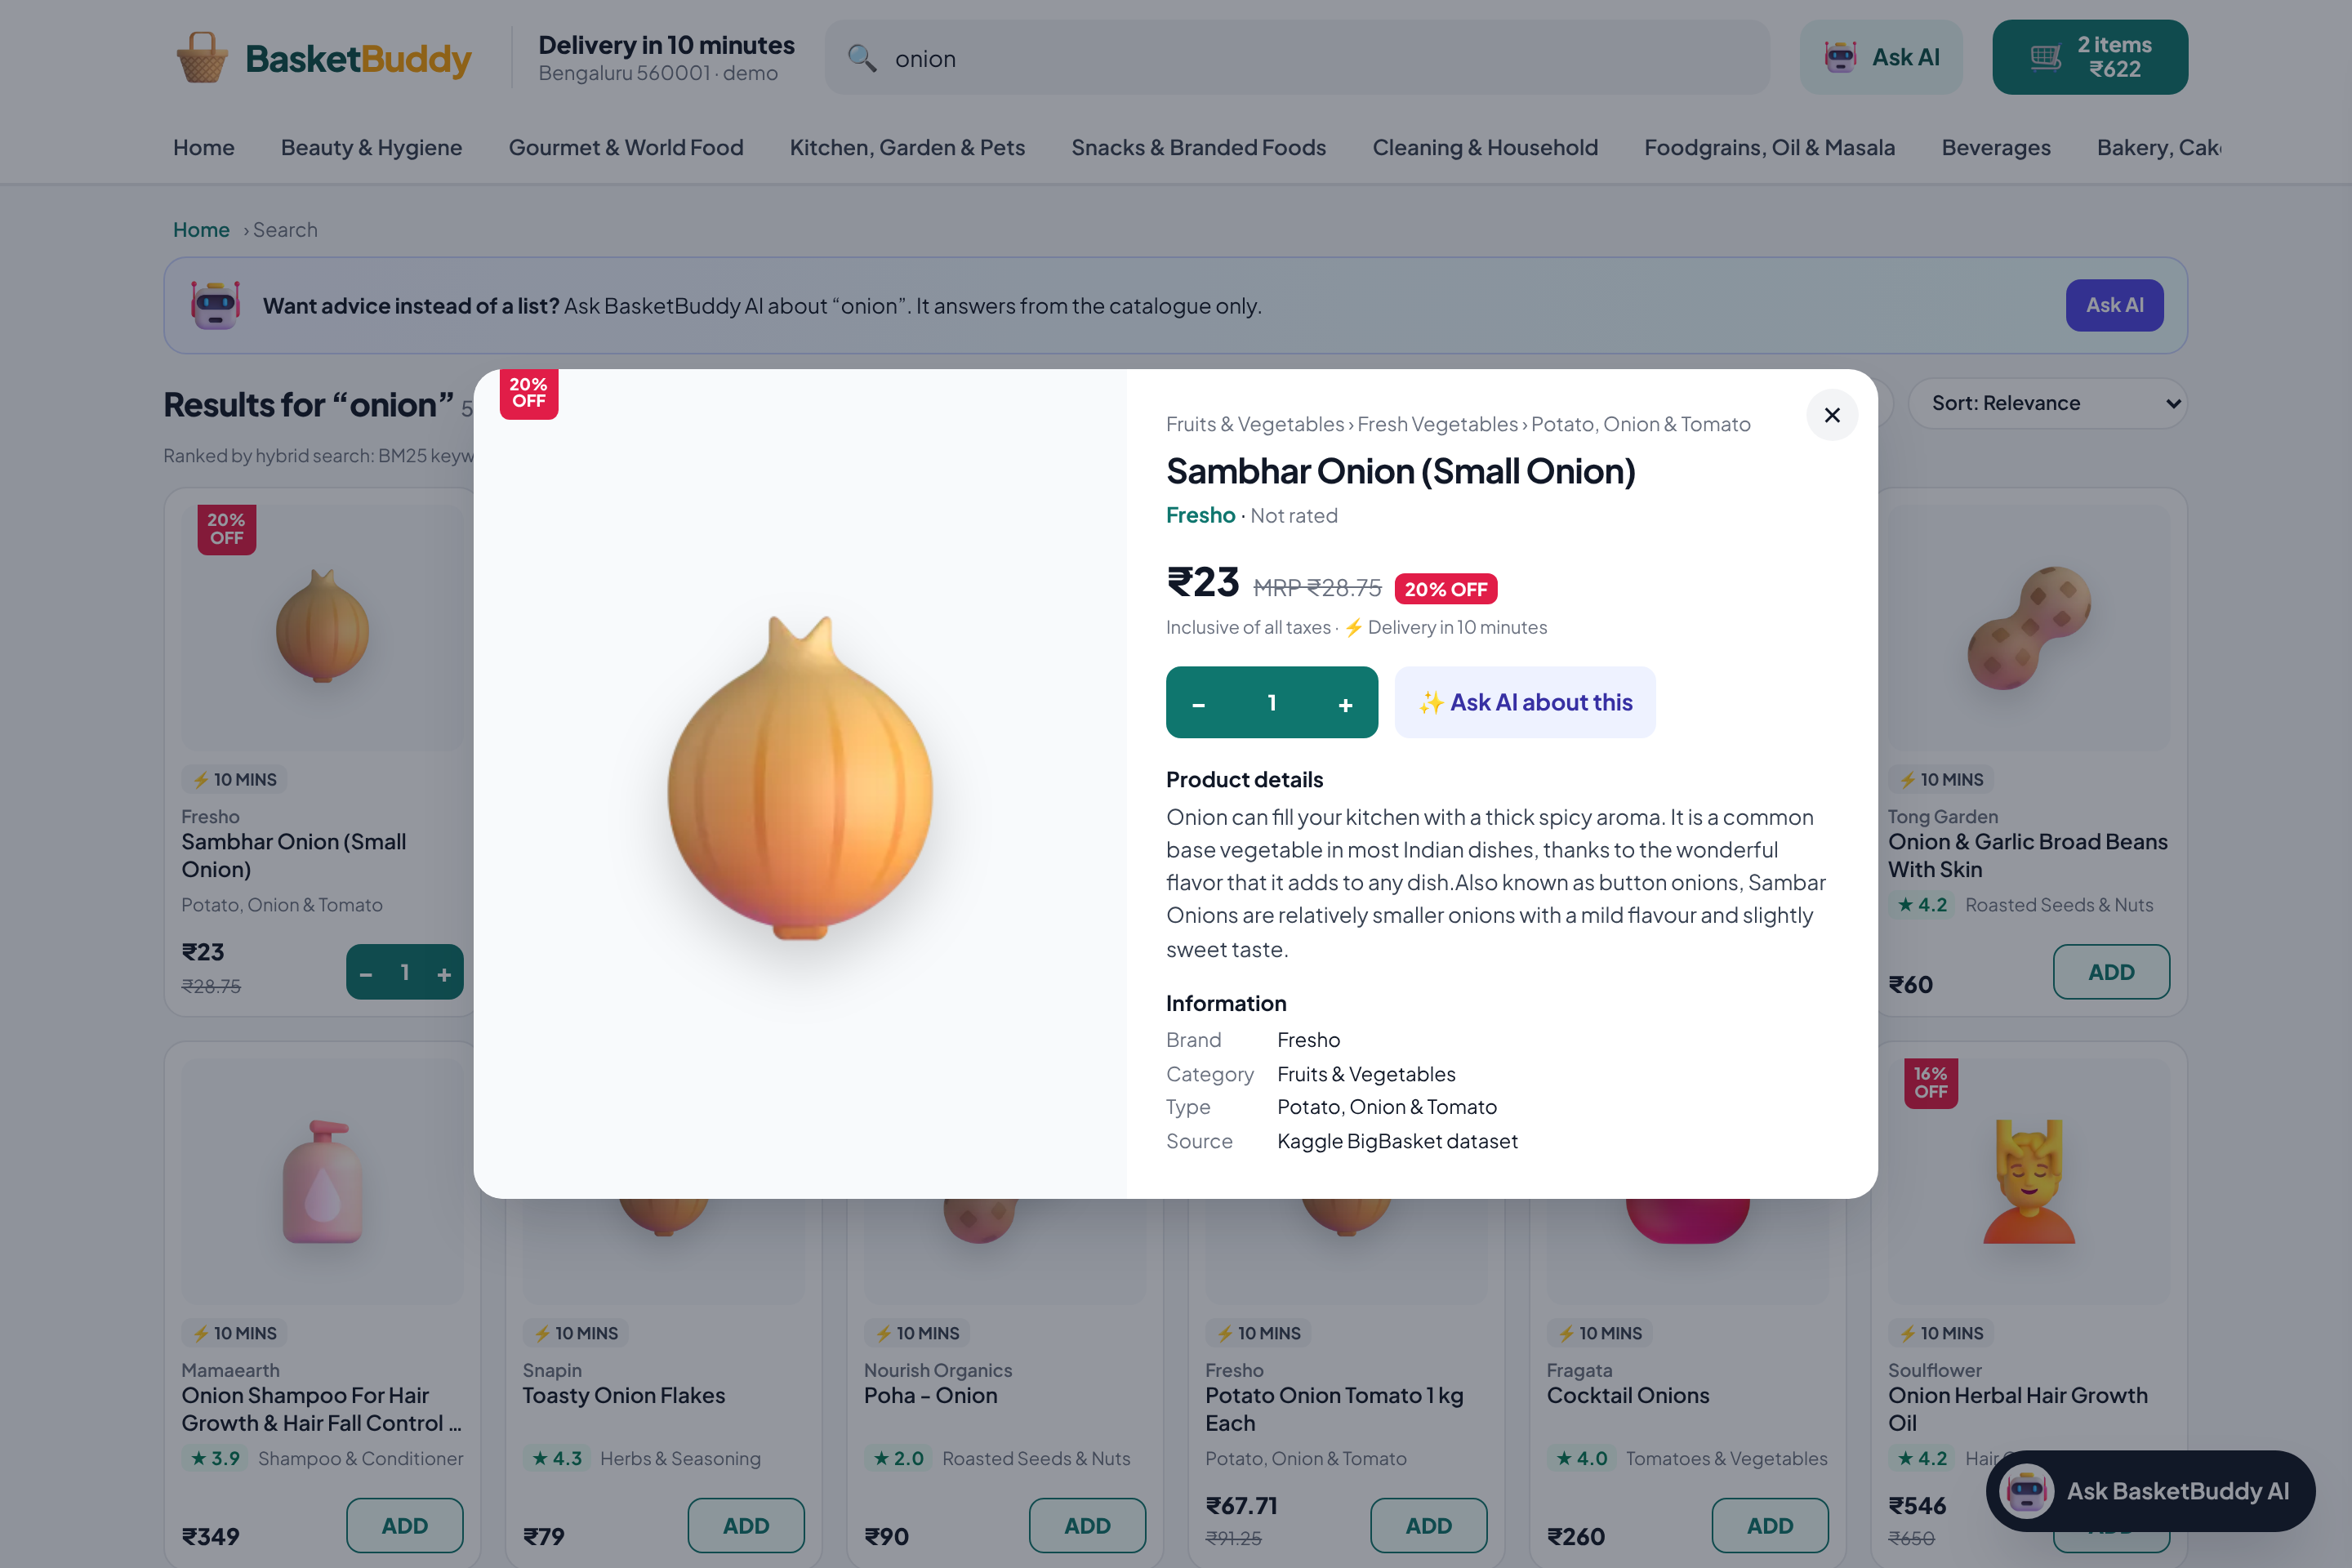 BasketBuddy
Delivery in 10 minutes
Bengaluru 560001 · demo
onion
Ask AI
2 items
₹622
Home
Beauty & Hygiene
Gourmet & World Food
Kitchen, Garden & Pets
Snacks & Branded Foods
Cleaning & Household
Foodgrains, Oil & Masala
Beverages
Bakery,
Home › Search
Want advice instead of a list? Ask BasketBuddy AI about “onion”. It answers from the catalogue only.
Ask AI
Results for “onion” 5
Sort: Relevance
Ranked by hybrid search: BM25
20%
OFF
Fruits & Vegetables › Fresh Vegetables › Potato, Onion & Tomato
Sambhar Onion (Small Onion)
Fresho · Not rated
₹23 MRP ₹28.75 20% OFF
Inclusive of all taxes · ⚡ Delivery in 10 minutes
– 1 +
✨ Ask AI about this
Product details
Onion can fill your kitchen with a thick spicy aroma. It is a common
base vegetable in most Indian dishes, thanks to the wonderful
flavor that it adds to any dish.Also known as button onions, Sambar
Onions are relatively smaller onions with a mild flavour and slightly
sweet taste.
Information
Brand Fresho
Category Fruits & Vegetables
Type Potato, Onion & Tomato
Source Kaggle BigBasket dataset
20%
OFF
⚡ 10 MINS
Fresho
Sambhar Onion (Small
Onion)
Potato, Onion & Tomato
₹23
₹28.75
– 1 +
⚡ 10 MINS
Tong Garden
Onion & Garlic Broad Beans
With Skin
★ 4.2 Roasted Seeds & Nuts
₹60
ADD
⚡ 10 MINS
Mamaearth
Onion Shampoo For Hair
Growth & Hair Fall Control ...
★ 3.9 Shampoo & Conditioner
₹349
ADD
⚡ 10 MINS
Snapin
Toasty Onion Flakes
★ 4.3 Herbs & Seasoning
₹79
ADD
⚡ 10 MINS
Nourish Organics
Poha - Onion
★ 2.0 Roasted Seeds & Nuts
₹90
ADD
⚡ 10 MINS
Fresho
Potato Onion Tomato 1 kg
Each
Potato, Onion & Tomato
₹67.71
₹91.25
ADD
⚡ 10 MINS
Fragata
Cocktail Onions
★ 4.0 Tomatoes & Vegetables
₹260
ADD
16%
OFF
⚡ 10 MINS
Soulflower
Onion Herbal Hair Growth
Oil
★ 4.2 Hair
₹546
₹650
Ask BasketBuddy AI